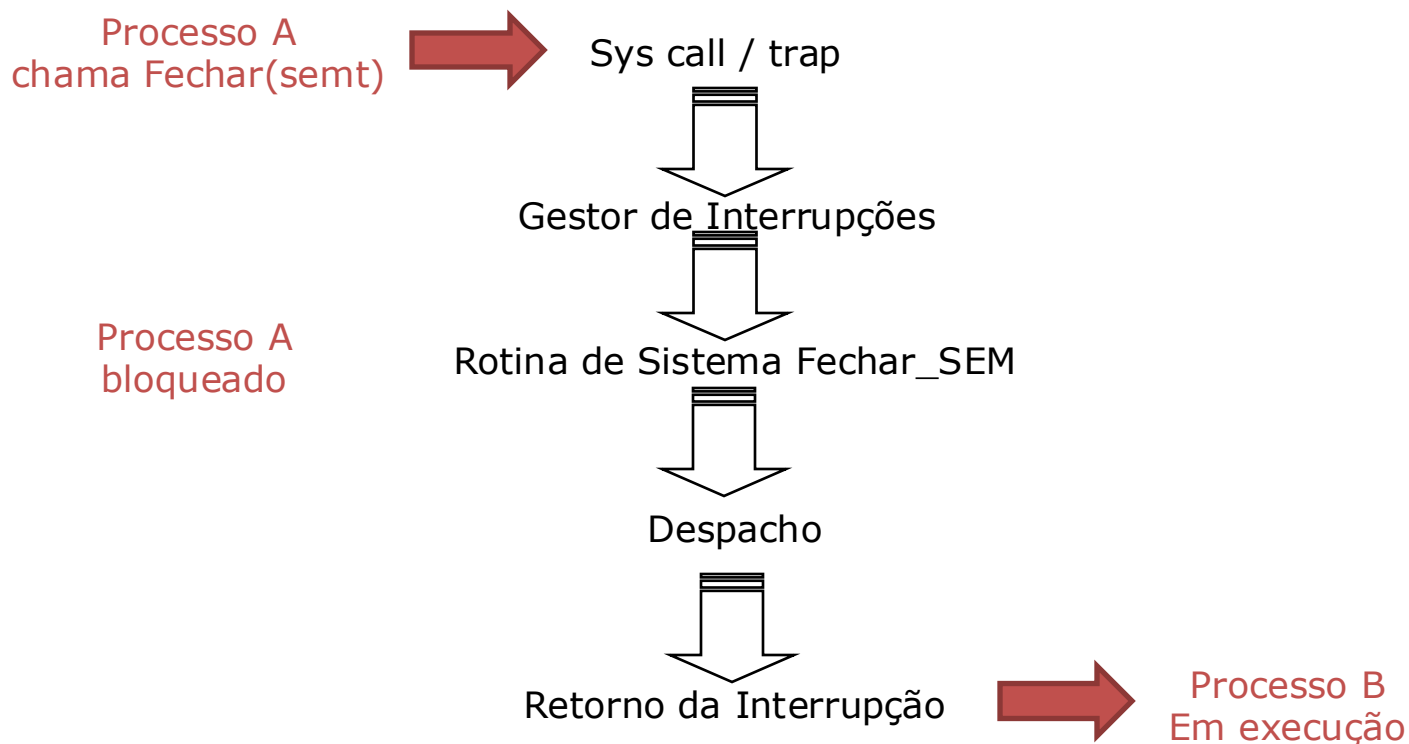 Processo A
chama Fechar(semt)
Sys call / trap
Gestor de Interrupções
Processo A
bloqueado
Rotina de Sistema Fechar_SEM
Despacho
Retorno da Interrupção
Processo B
Em execução